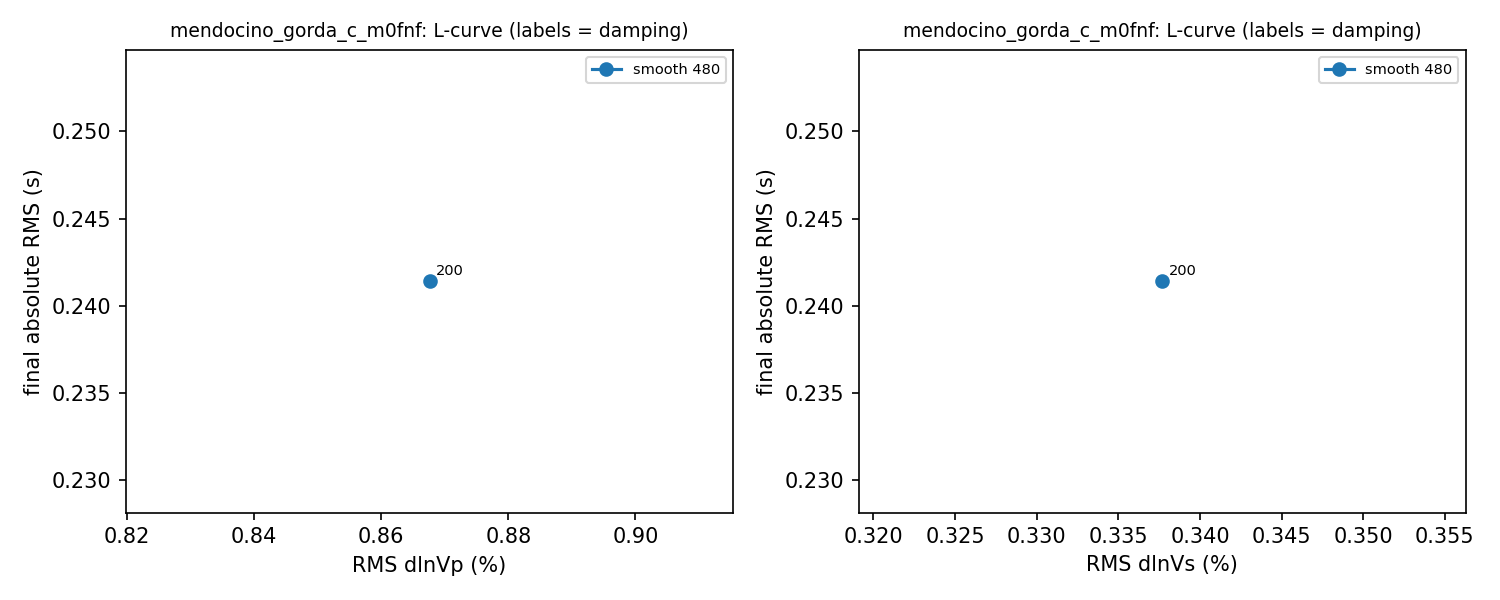 mendocino_gorda_c_m0fnf: L-curve (labels = damping)
smooth 480
0.250
0.245
0.240
0.235
0.230
final absolute RMS (s)
200
0.82 0.84 0.86 0.88 0.90
RMS dlnVp (%)
mendocino_gorda_c_m0fnf: L-curve (labels = damping)
smooth 480
0.250
0.245
0.240
0.235
0.230
final absolute RMS (s)
200
0.320 0.325 0.330 0.335 0.340 0.345 0.350 0.355
RMS dlnVs (%)